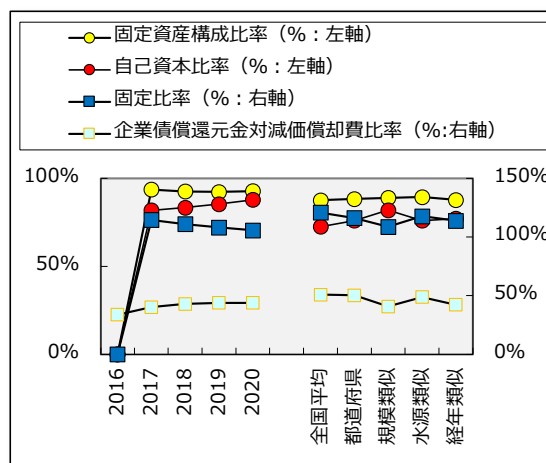 固定資産構成比率（%：左軸）
自己資本比率（%：左軸）
固定比率（%：右軸）
企業債償還元金対減価償却費比率（%:右軸）
100%
50%
0%
150%
100%
50%
0%
2016
2017
2018
2019
2020
全国平均
都道府県
規模類似
水源類似
経年類似